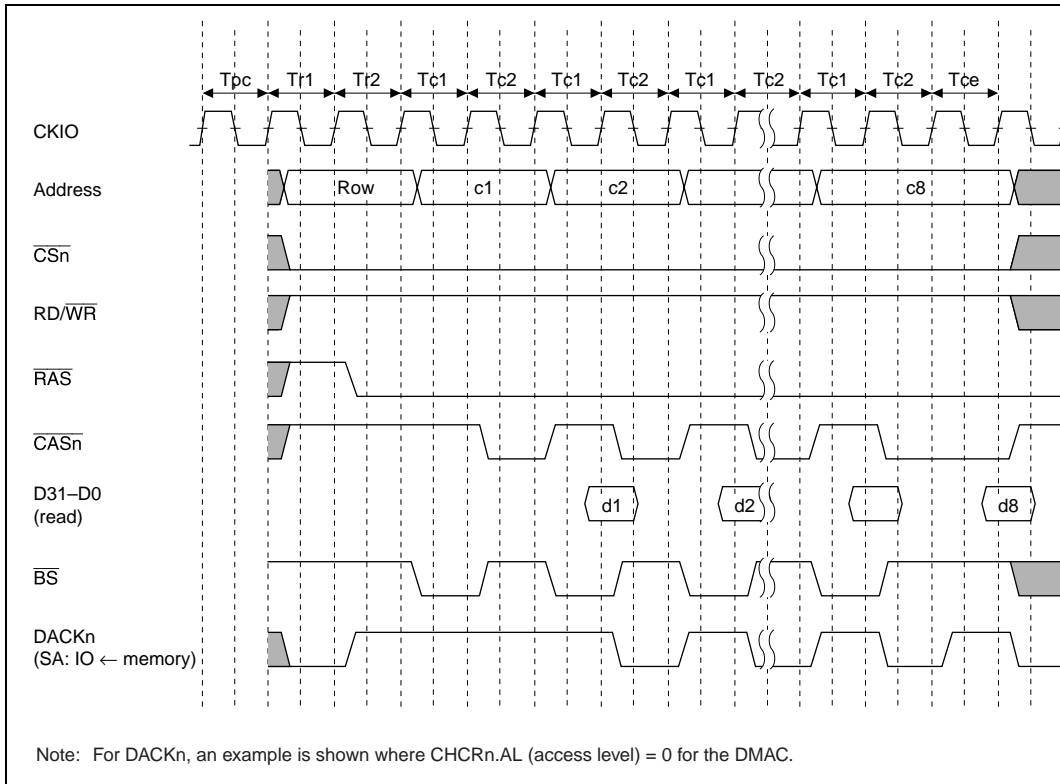 Tpc Tr1 Tr2 Tc1 Tc2 Tc1 Tc2 Tc1 Tc2 Tc1 Tc2 Tce
CKIO
Address Row c1 c2 c8
CSn
RD/WR
RAS
CASn
D31–D0
(read) d1 d2 d8
BS
DACKn
(SA: IO ← memory)
Note: For DACKn, an example is shown where CHCRn.AL (access level) = 0 for the DMAC.